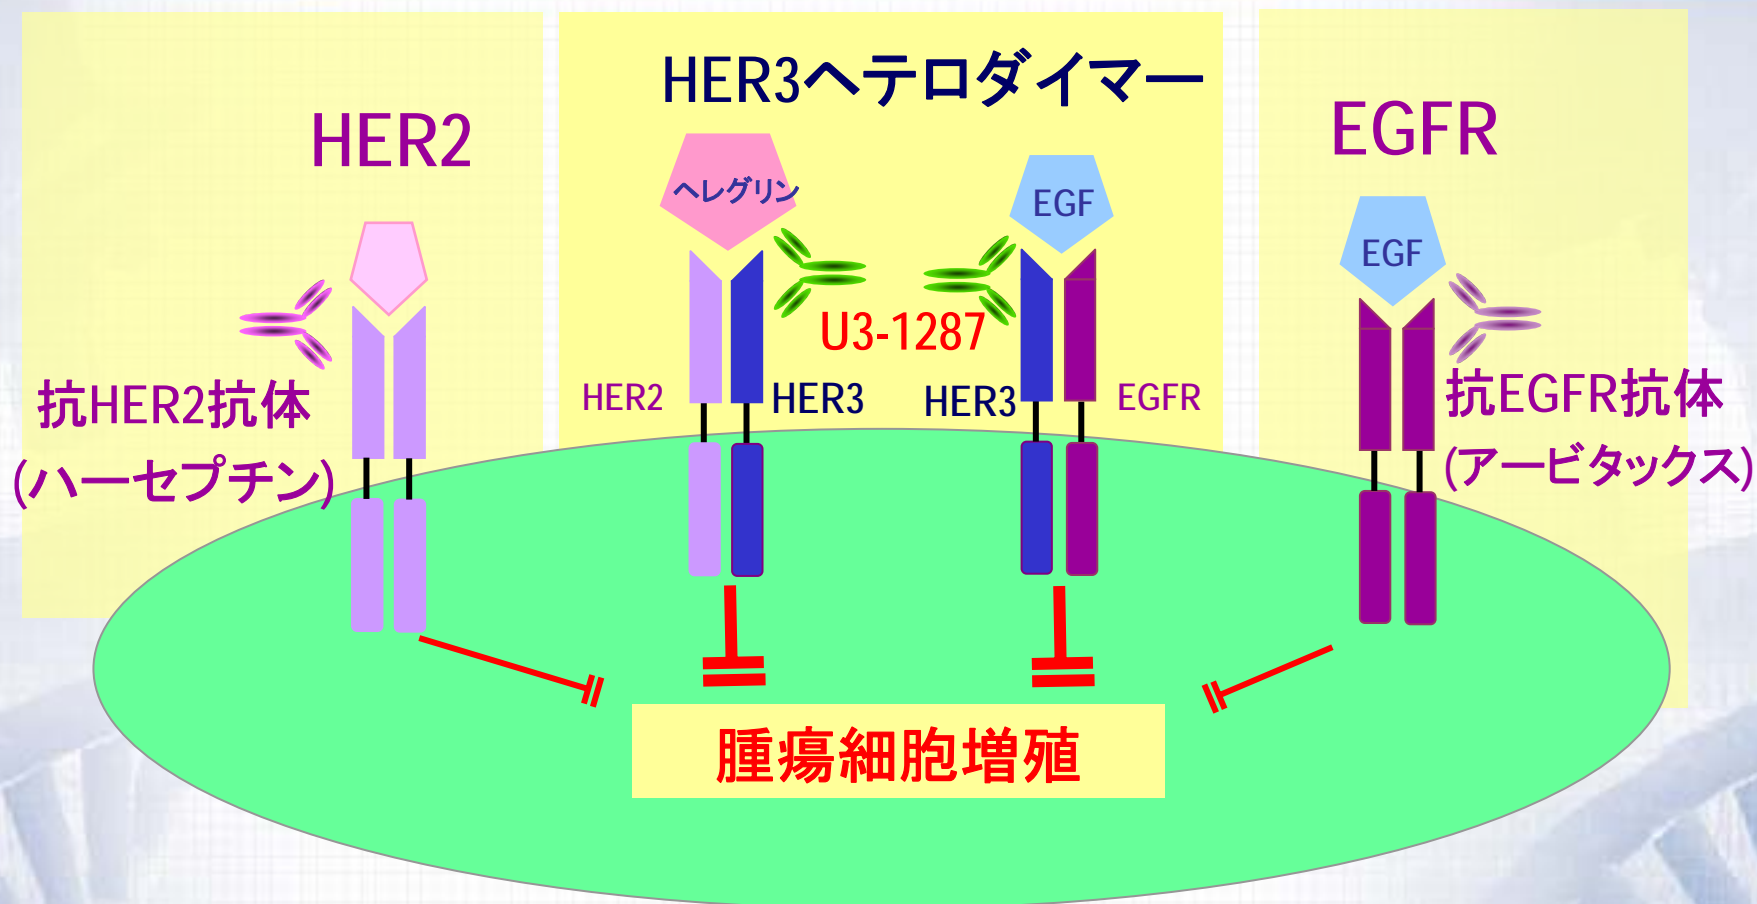 HER2
抗HER2抗体
(ハーセプチン)
HER3ヘテロダイマー
ヘレグリン
EGF
U3-1287
HER2
HER3
HER3
EGFR
EGFR
EGF
抗EGFR抗体
(アービタックス)
腫瘍細胞増殖